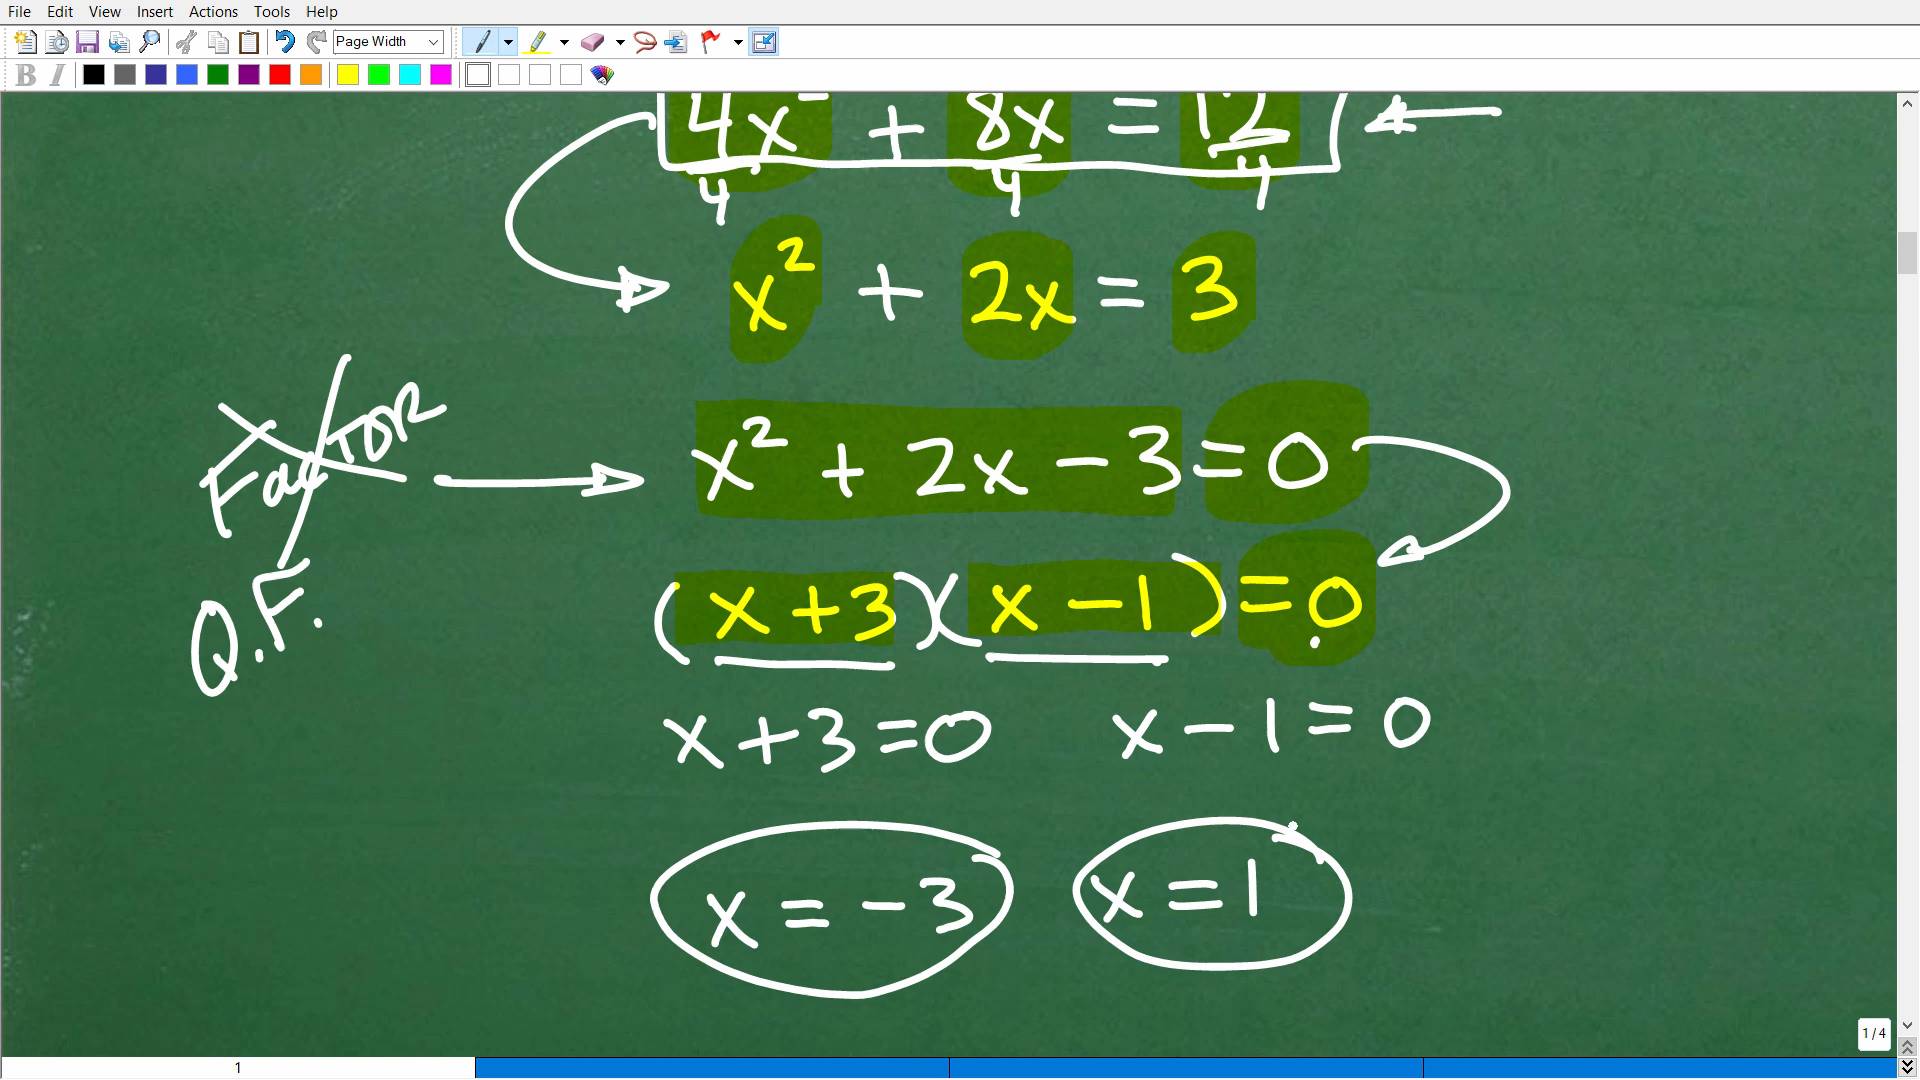 File Edit View Insert Actions Tools Help
Page Width
B I
4x² + 8x = 12
4 4 4
x² + 2x = 3
Factor
x² + 2x - 3 = 0
Q.F.
(x + 3)(x - 1) = 0
x + 3 = 0 x - 1 = 0
x = -3 x = 1
1 / 4
1